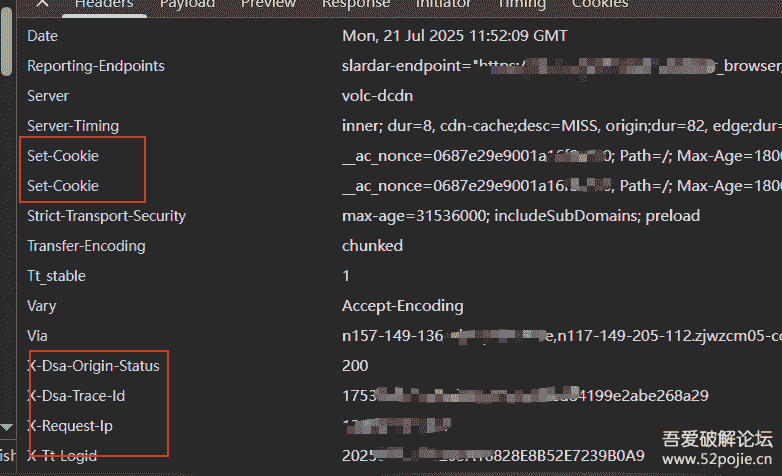 Headers Payload Preview Response Initiator Timing Cookies
Date Mon, 21 Jul 2025 11:52:09 GMT
Reporting-Endpoints slardar-endpoint="https:/ _browser,
Server volc-dcdn
Server-Timing inner; dur=8, cdn-cache;desc=MISS, origin;dur=82, edge;dur=
Set-Cookie __ac_nonce=0687e29e9001a ; Path=/; Max-Age=1800
Set-Cookie __ac_nonce=0687e29e9001a16 ; Path=/; Max-Age=1800
Strict-Transport-Security max-age=31536000; includeSubDomains; preload
Transfer-Encoding chunked
Tt_stable 1
Vary Accept-Encoding
Via n157-149-136 e,n117-149-205-112.zjwzcm05-c
X-Dsa-Origin-Status 200
X-Dsa-Trace-Id 1753 4199e2abe268a29
X-Request-Ip
X-Tt-Logid 2025 828E8B52E7239B0A9
吾爱破解论坛
www.52pojie.cn